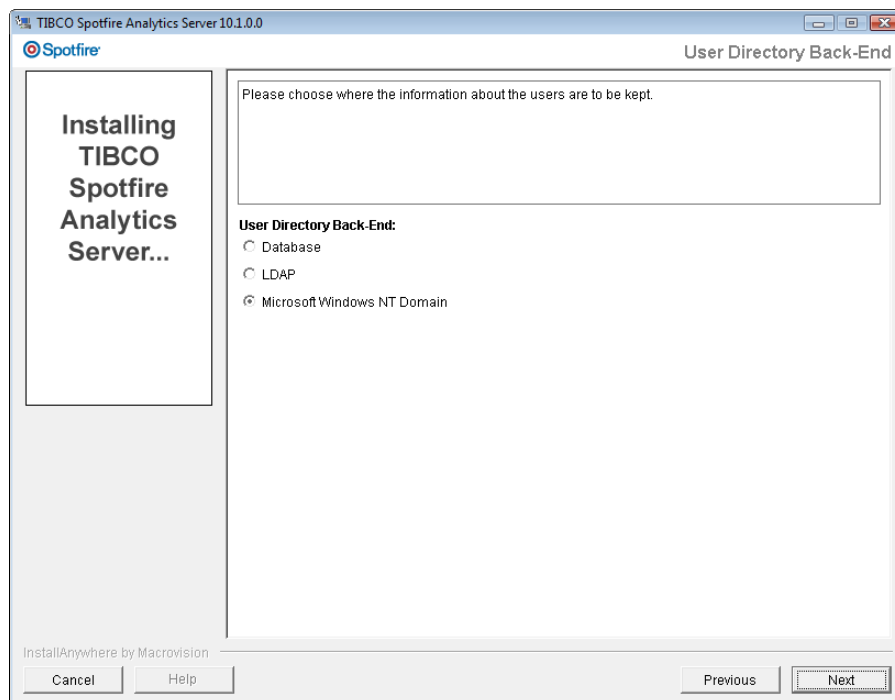 TIBCO Spotfire Analytics Server 10.1.0.0
Spotfire
User Directory Back-End
Installing
TIBCO
Spotfire
Analytics
Server...
Please choose where the information about the users are to be kept.
User Directory Back-End:
Database
LDAP
Microsoft Windows NT Domain
InstallAnywhere by Macrovision
Cancel
Help
Previous
Next